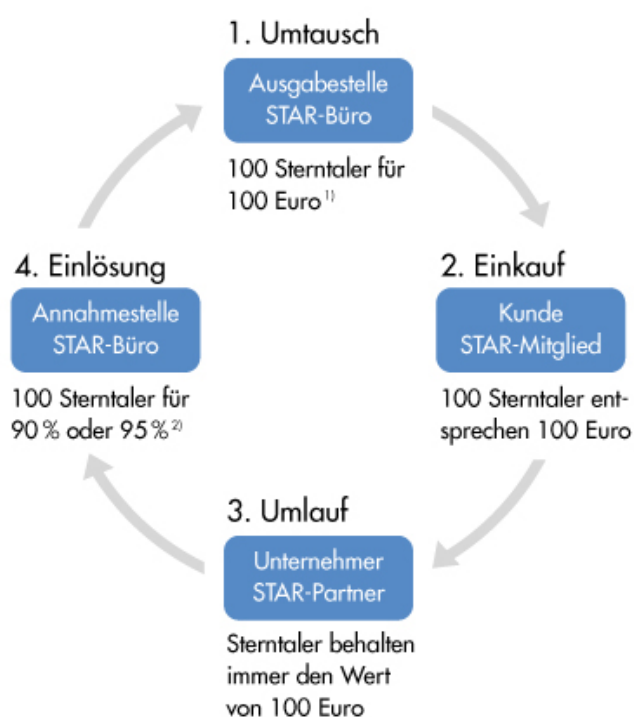 1. Umtausch
Ausgabestelle
STAR-Büro
100 Sterntaler für
100 Euro 1)
2. Einkauf
Kunde
STAR-Mitglied
100 Sterntaler ent-
sprechen 100 Euro
3. Umlauf
Unternehmer
STAR-Partner
Sterntaler behalten
immer den Wert
von 100 Euro
4. Einlösung
Annahmestelle
STAR-Büro
100 Sterntaler für
90 % oder 95 % 2)